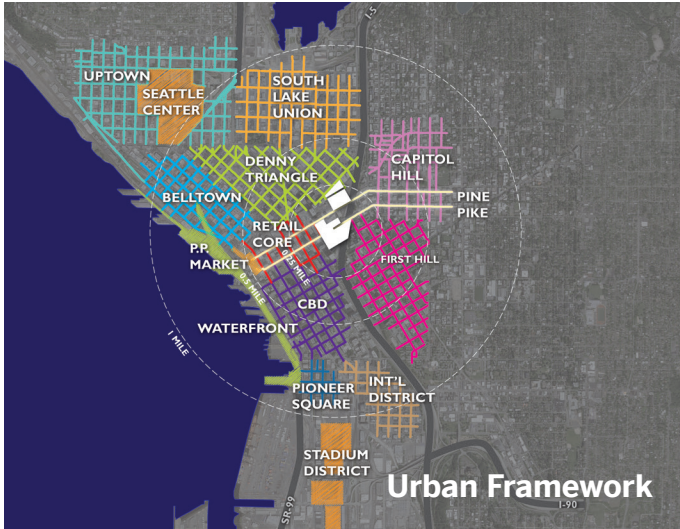 I-5
UPTOWN
SEATTLE
CENTER
SOUTH
LAKE
UNION
DENNY
TRIANGLE
CAPITOL
HILL
BELLTOWN
PINE
PIKE
RETAIL
CORE
P.P.
MARKET
FIRST HILL
0.25 MILE
0.5 MILE
CBD
WATERFRONT
1 MILE
PIONEER
SQUARE
INT'L
DISTRICT
STADIUM
DISTRICT
Urban Framework
SR-99
I-90